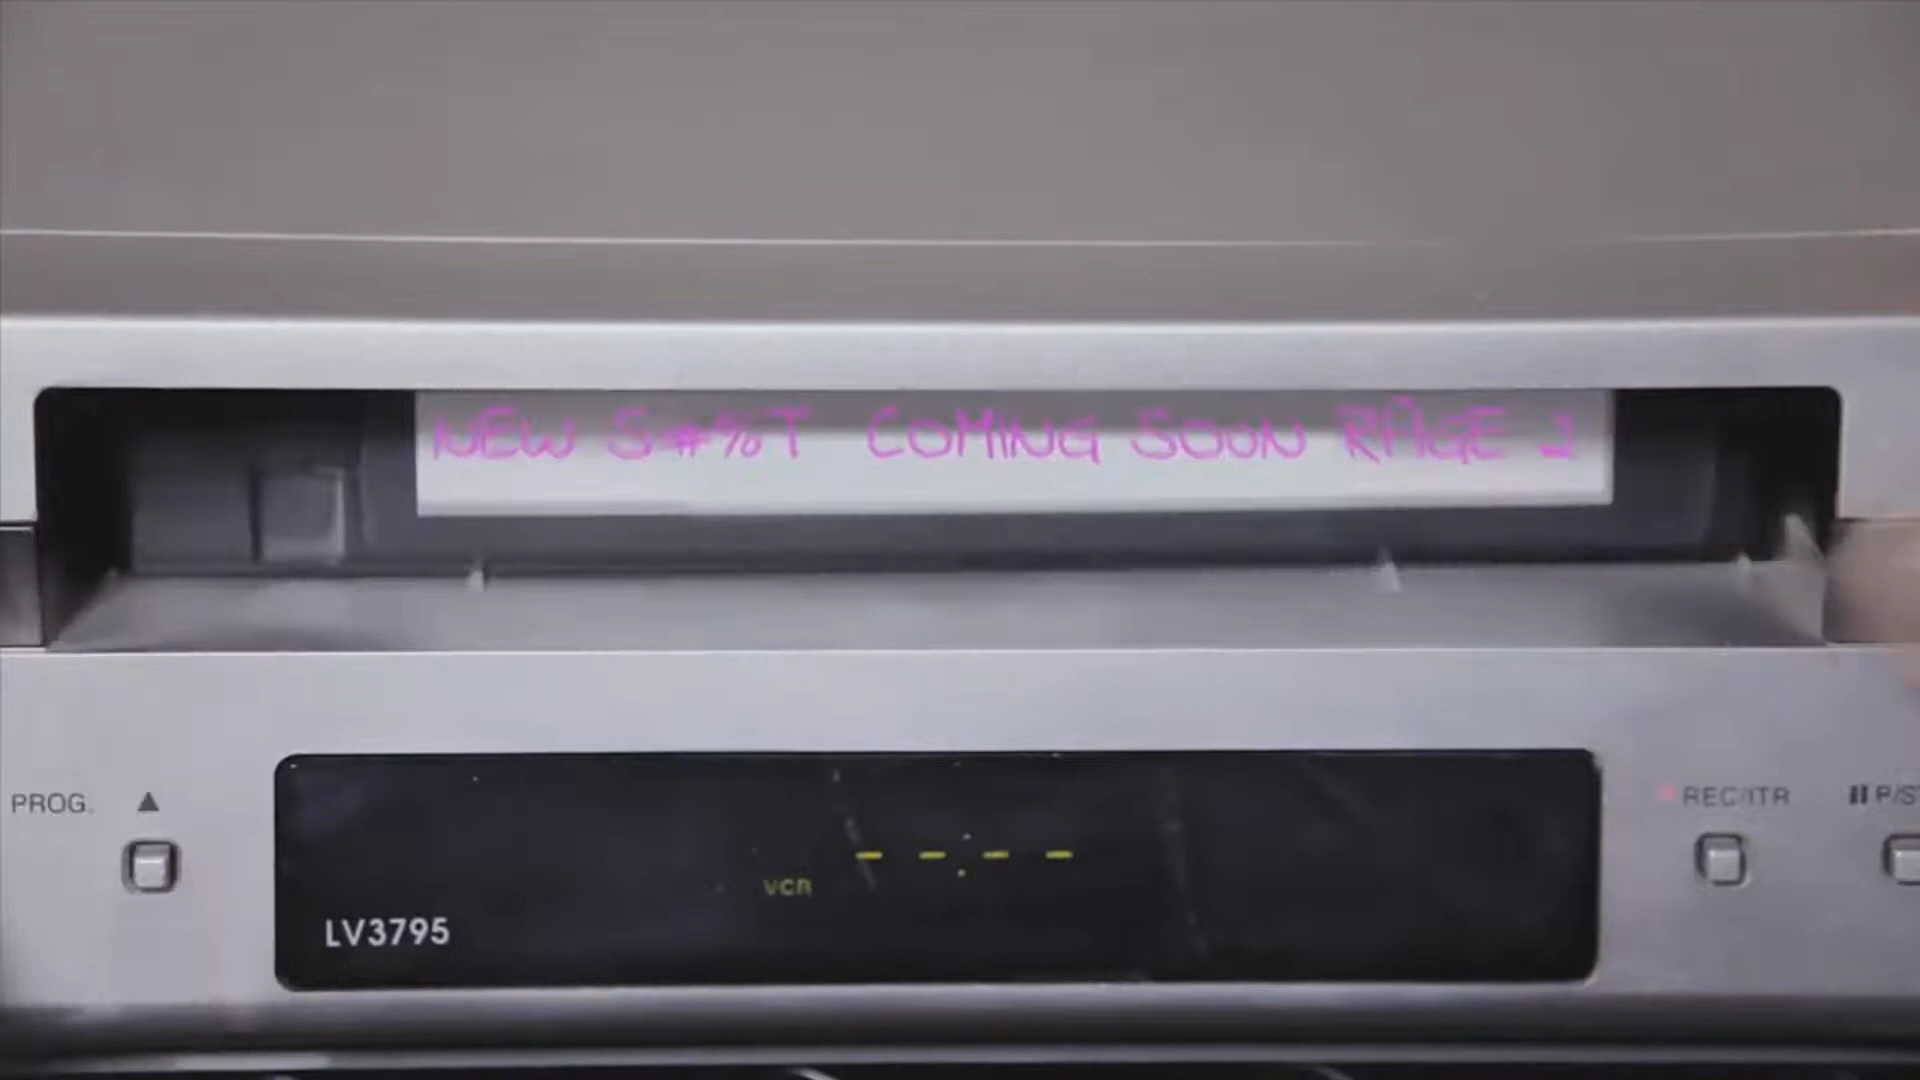 NEW S#%T COMING SOON RAGE 2
PROG. ▲
REC/ITR
P/S
VCR
- - : - -
LV3795